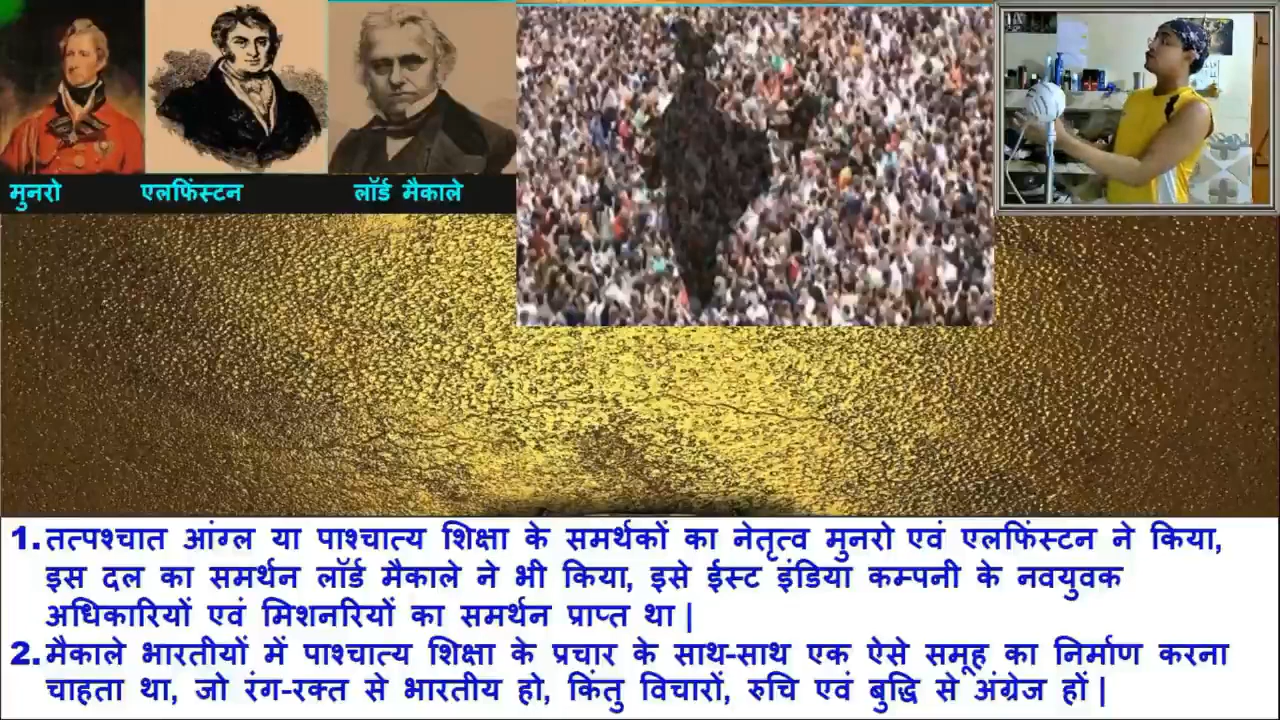 मुनरो
एलफिंस्टन
लॉर्ड मैकाले
1. तत्पश्चात आंग्ल या पाश्चात्य शिक्षा के समर्थकों का नेतृत्व मुनरो एवं एलफिंस्टन ने किया,
इस दल का समर्थन लॉर्ड मैकाले ने भी किया, इसे ईस्ट इंडिया कम्पनी के नवयुवक
अधिकारियों एवं मिशनरियों का समर्थन प्राप्त था |
2. मैकाले भारतीयों में पाश्चात्य शिक्षा के प्रचार के साथ-साथ एक ऐसे समूह का निर्माण करना
चाहता था, जो रंग-रक्त से भारतीय हो, किंतु विचारों, रुचि एवं बुद्धि से अंग्रेज हों |